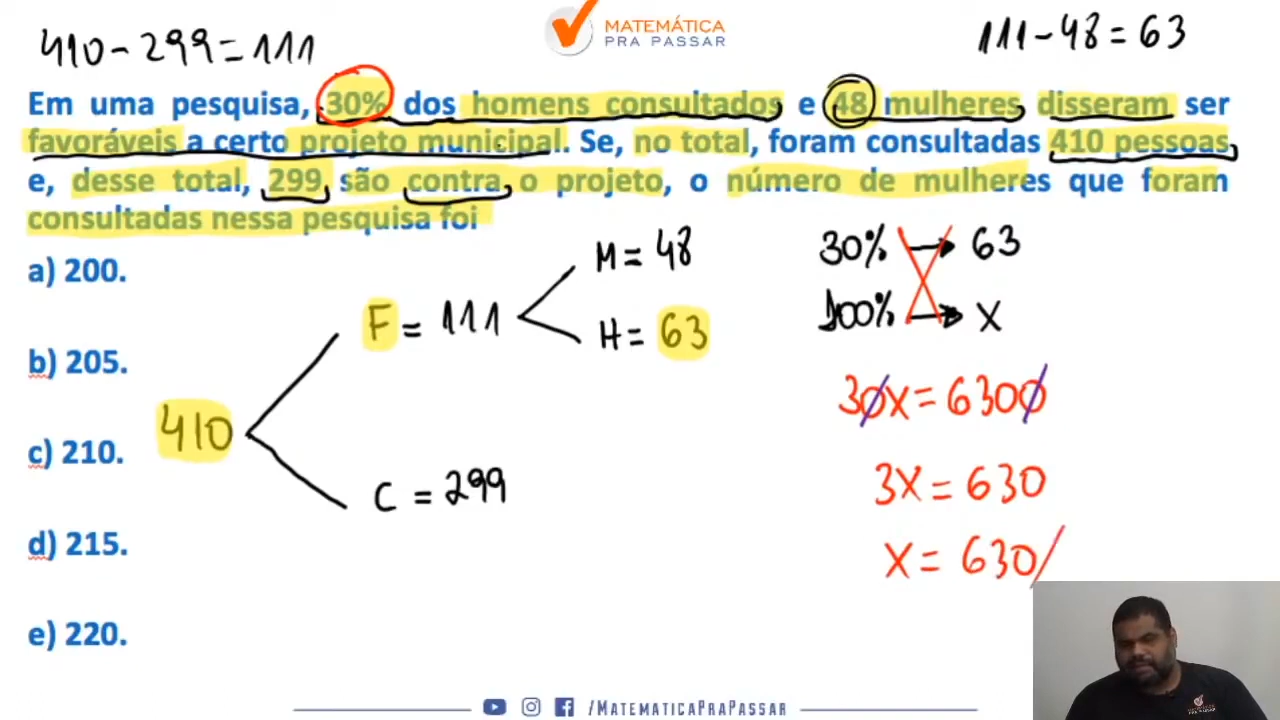 410 - 299 = 111
MATEMÁTICA
PRA PASSAR
111 - 48 = 63
Em uma pesquisa, 30% dos homens consultados e 48 mulheres disseram ser
favoráveis a certo projeto municipal. Se, no total, foram consultadas 410 pessoas
e, desse total, 299 são contra o projeto, o número de mulheres que foram
consultadas nessa pesquisa foi
a) 200.
b) 205.
c) 210.
d) 215.
e) 220.
410
F = 111
C = 299
M = 48
H = 63
30% → 63
100% → X
30X = 6300
3X = 630
X = 630/
/MATEMATICAPRAPASSAR